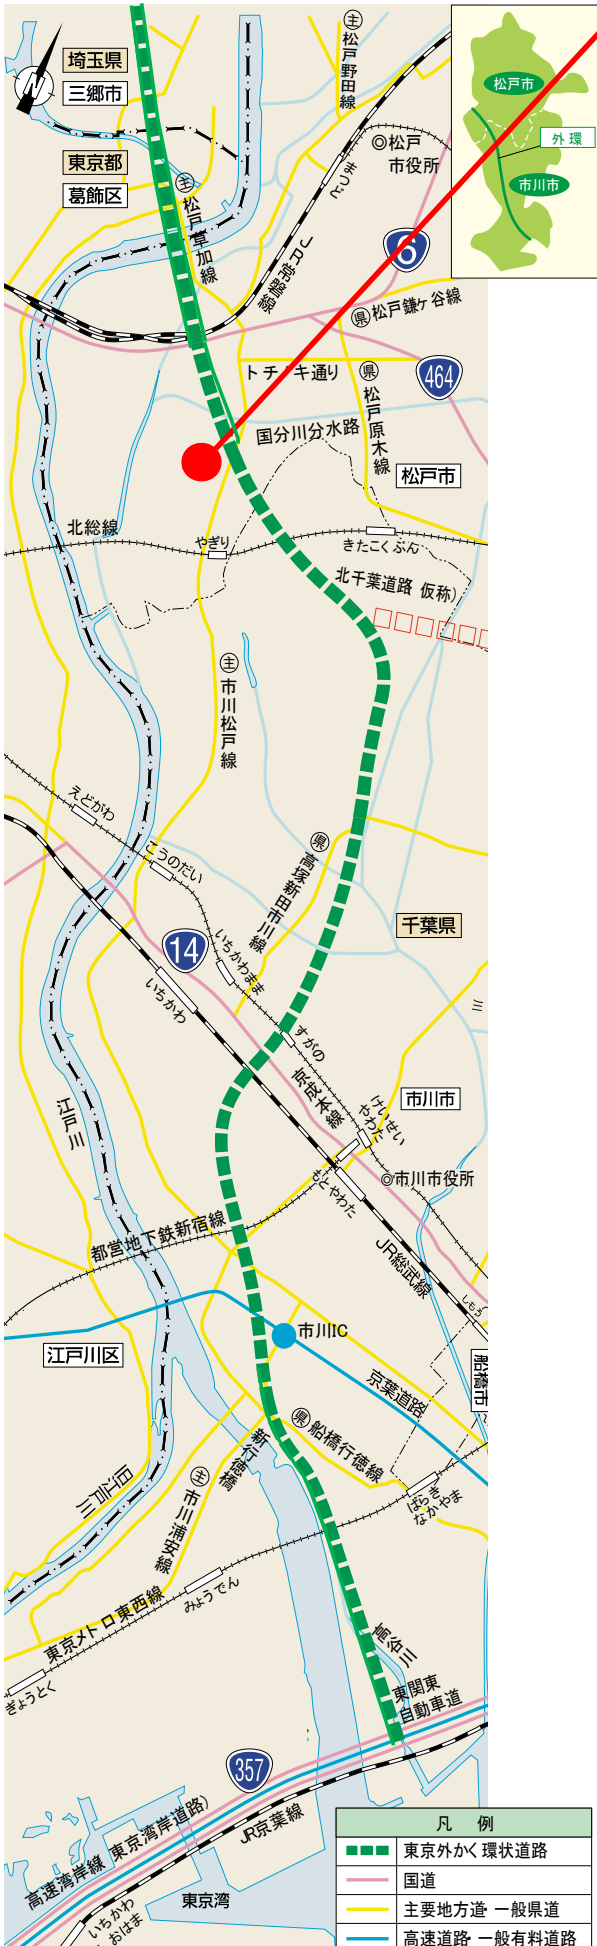 埼玉県
三郷市
東京都
葛飾区
N
主 松戸野田線
◎松戸
市役所
まつど
松戸市
外環
市川市
主 松戸草加線
JR常磐線
6
県 松戸鎌ケ谷線
トチノキ通り
464
県 松戸原木線
国分川分水路
松戸市
北総線
やぎり
きたこくぶん
北千葉道路 仮称)
主 市川松戸線
えどがわ
こうのだい
県 高塚新田市川線
千葉県
14
いちかわまま
いちかわ
三
すがの
京成本線
江戸川
市川市
けいせい
やわた
◎市川市役所
もとやわた
都営地下鉄新宿線
JR総武線
しもう
市川IC
江戸川区
船橋市
京葉道路
県 船橋行徳線
新行徳橋
旧江戸川
主 市川浦安線
ばらき
なかやま
みょうでん
東京メトロ東西線
ぎょうとく
高谷川
東関東
自動車道
357
JR京葉線
高速湾岸線 東京湾岸道路)
東京湾
いちかわ
おはま
凡 例
東京外かく環状道路
国道
主要地方道・一般県道
高速道路・一般有料道路